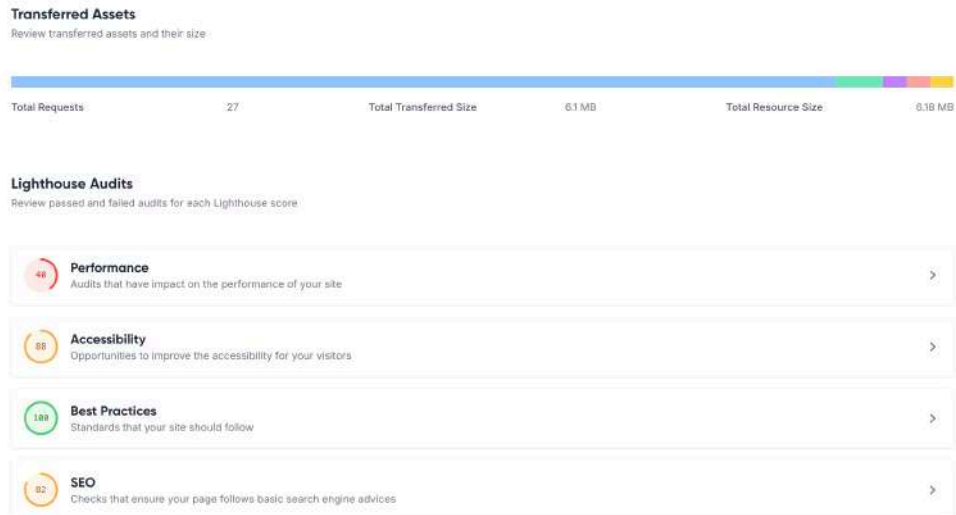 Transferred Assets
Review transferred assets and their size
Total Requests 27 Total Transferred Size 6.1 MB Total Resource Size 6.18 MB
Lighthouse Audits
Review passed and failed audits for each Lighthouse score
40 Performance
Audits that have impact on the performance of your site
88 Accessibility
Opportunities to improve the accessibility for your visitors
100 Best Practices
Standards that your site should follow
82 SEO
Checks that ensure your page follows basic search engine advices